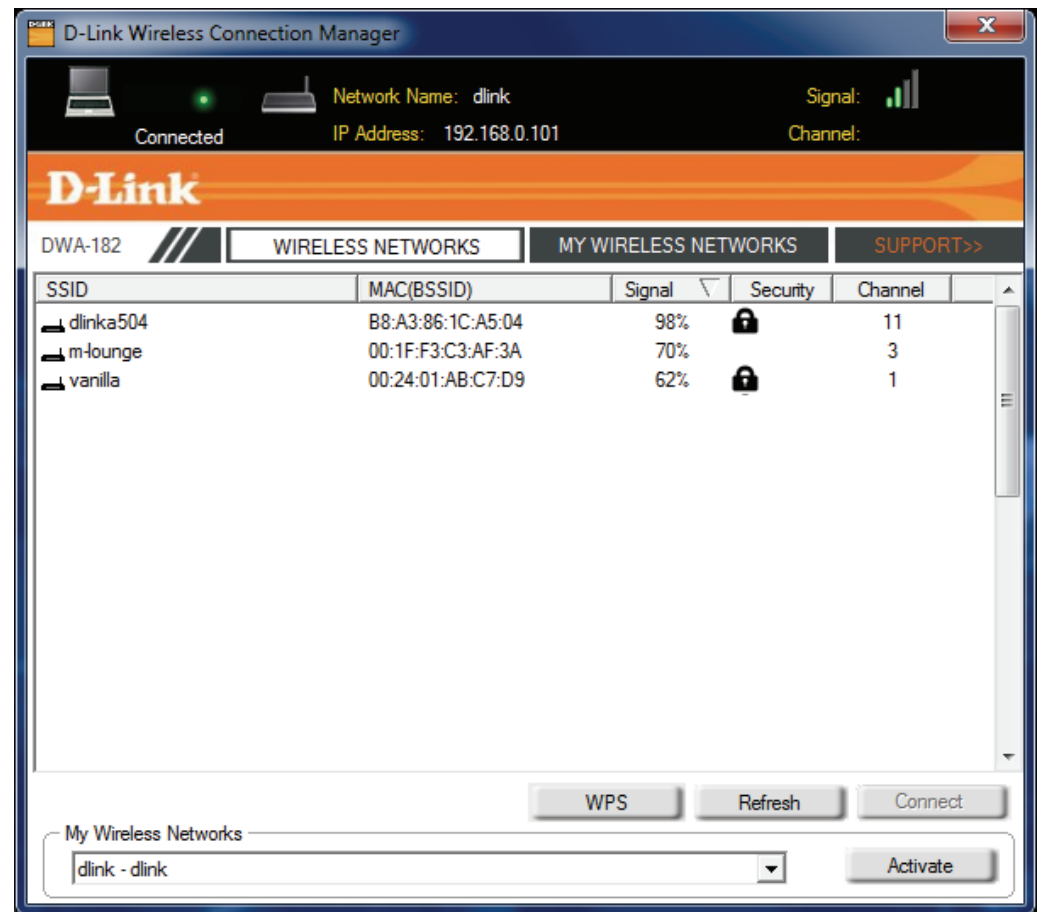 D-Link Wireless Connection Manager
Network Name: dlink Signal:
Connected IP Address: 192.168.0.101 Channel:
D-Link
DWA-182 WIRELESS NETWORKS MY WIRELESS NETWORKS SUPPORT>>
SSID MAC(BSSID) Signal Security Channel
dlinka504 B8:A3:86:1C:A5:04 98% 11
m-lounge 00:1F:F3:C3:AF:3A 70% 3
vanilla 00:24:01:AB:C7:D9 62% 1
WPS Refresh Connect
My Wireless Networks
dlink - dlink Activate